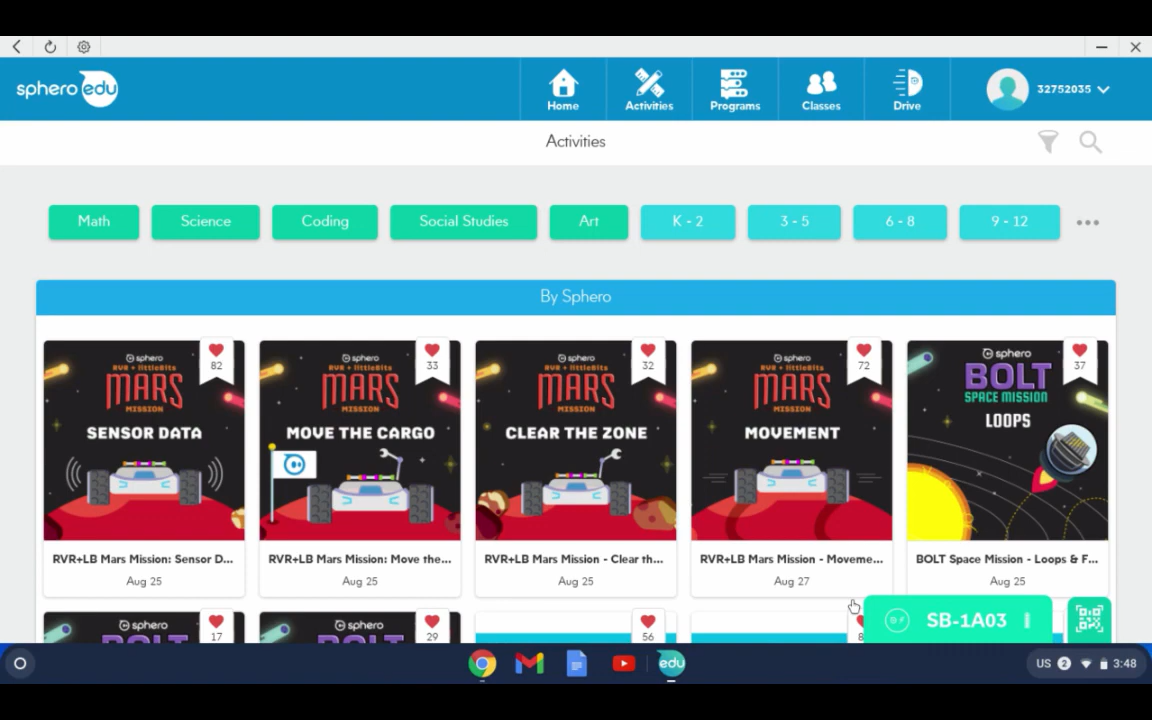 sphero edu
Home
Activities
Programs
Classes
Drive
32752035
Activities
Math
Science
Coding
Social Studies
Art
K - 2
3 - 5
6 - 8
9 - 12
By Sphero
sphero
RVR + littleBits
MARS
MISSION
SENSOR DATA
82
RVR+LB Mars Mission: Sensor D...
Aug 25
sphero
RVR + littleBits
MARS
MISSION
MOVE THE CARGO
33
RVR+LB Mars Mission: Move the...
Aug 25
sphero
RVR + littleBits
MARS
MISSION
CLEAR THE ZONE
32
RVR+LB Mars Mission - Clear th...
Aug 25
sphero
RVR + littleBits
MARS
MISSION
MOVEMENT
72
RVR+LB Mars Mission - Moveme...
Aug 27
sphero
BOLT
SPACE MISSION
LOOPS
37
BOLT Space Mission - Loops & F...
Aug 25
sphero
BOLT
17
sphero
BOLT
29
56
8
SB-1A03
edu
US 2 3:48